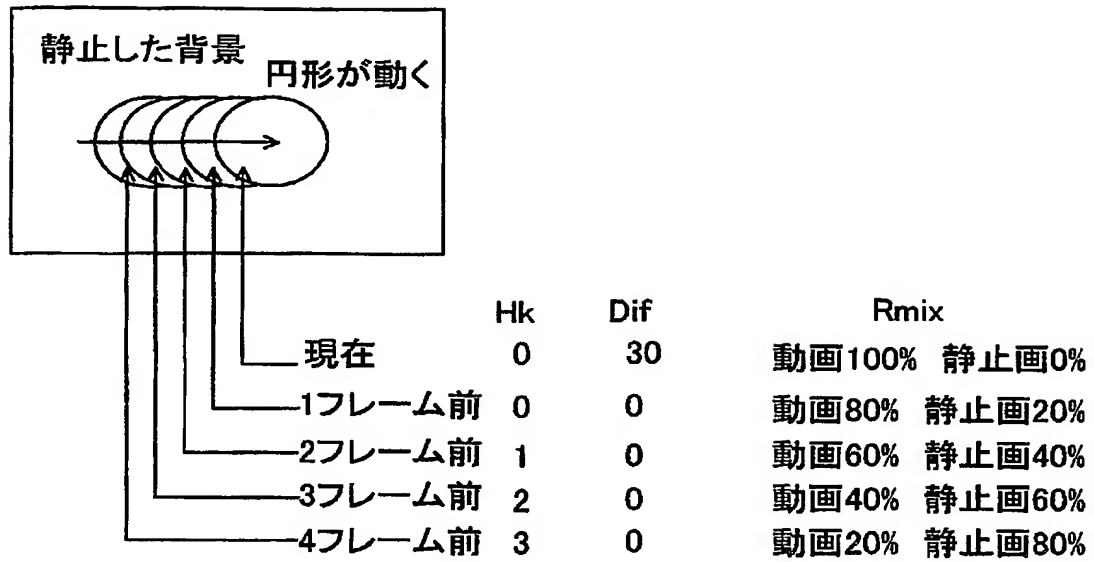 静止した背景
円形が動く
Hk Dif Rmix
現在 0 30 動画100% 静止画0%
1フレーム前 0 0 動画80% 静止画20%
2フレーム前 1 0 動画60% 静止画40%
3フレーム前 2 0 動画40% 静止画60%
4フレーム前 3 0 動画20% 静止画80%